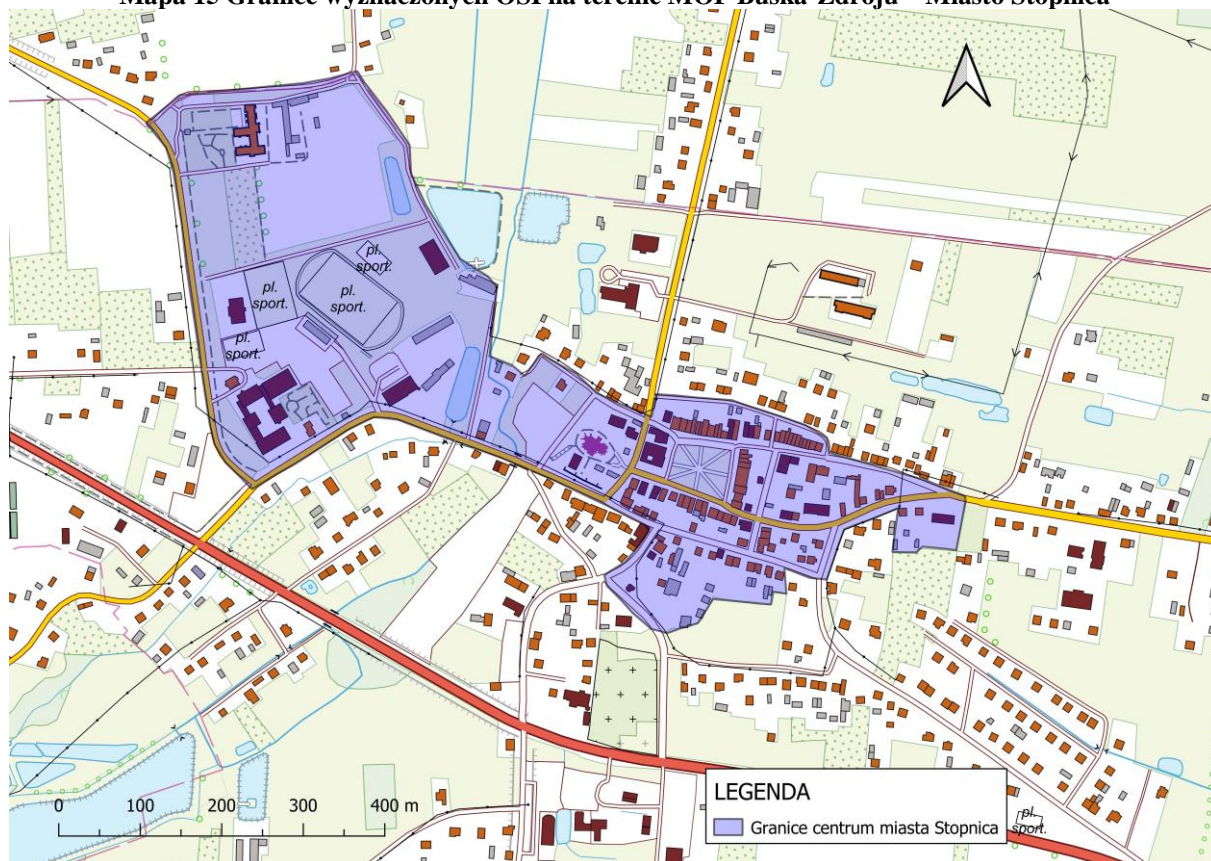 Mapa 15 Granice wyznaczonych OSI na terenie MOF Buska-Zdroju – Miasto Stopnica
pl.
sport.
pl.
sport.
pl.
sport.
pl.
sport.
0 100 200 300 400 m
LEGENDA
Granice centrum miasta Stopnica
pl.
sport.